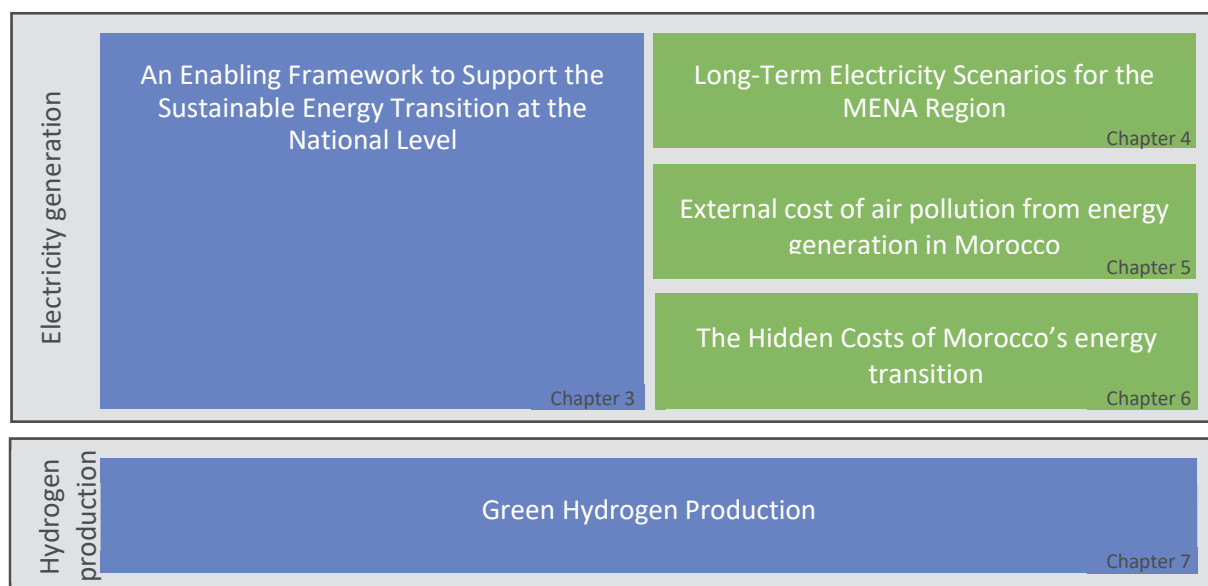 Electricity generation
An Enabling Framework to Support the
Sustainable Energy Transition at the
National Level
Chapter 3
Long-Term Electricity Scenarios for the
MENA Region
Chapter 4
External cost of air pollution from energy
generation in Morocco
Chapter 5
The Hidden Costs of Morocco’s energy
transition
Chapter 6
Hydrogen
production
Green Hydrogen Production
Chapter 7